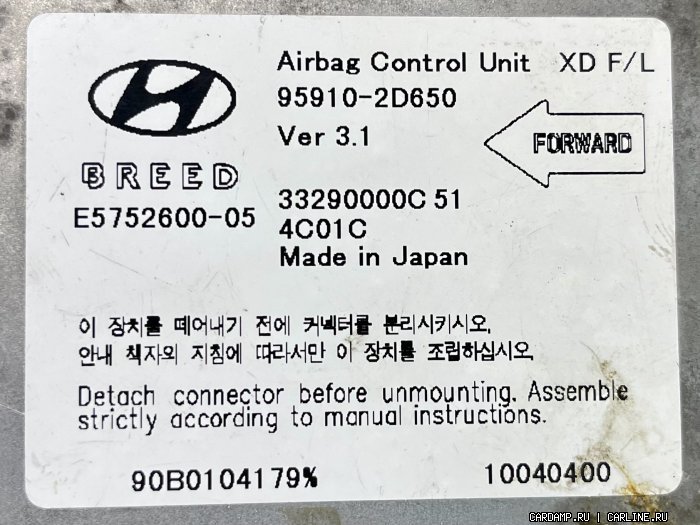 Airbag Control Unit XD F/L
95910-2D650
Ver 3.1
FORWARD
BREED
E5752600-05
33290000C 51
4C01C
Made in Japan
이 장치를 떼어내기 전에 커넥터를 분리시키시오.
안내 책자의 지침에 따라서만 이 장치를 조립하십시오.
Detach connector before unmounting. Assemble
strictly according to manual instructions.
90B0104179% 10040400
CARDAMP.RU | CARLINE.RU